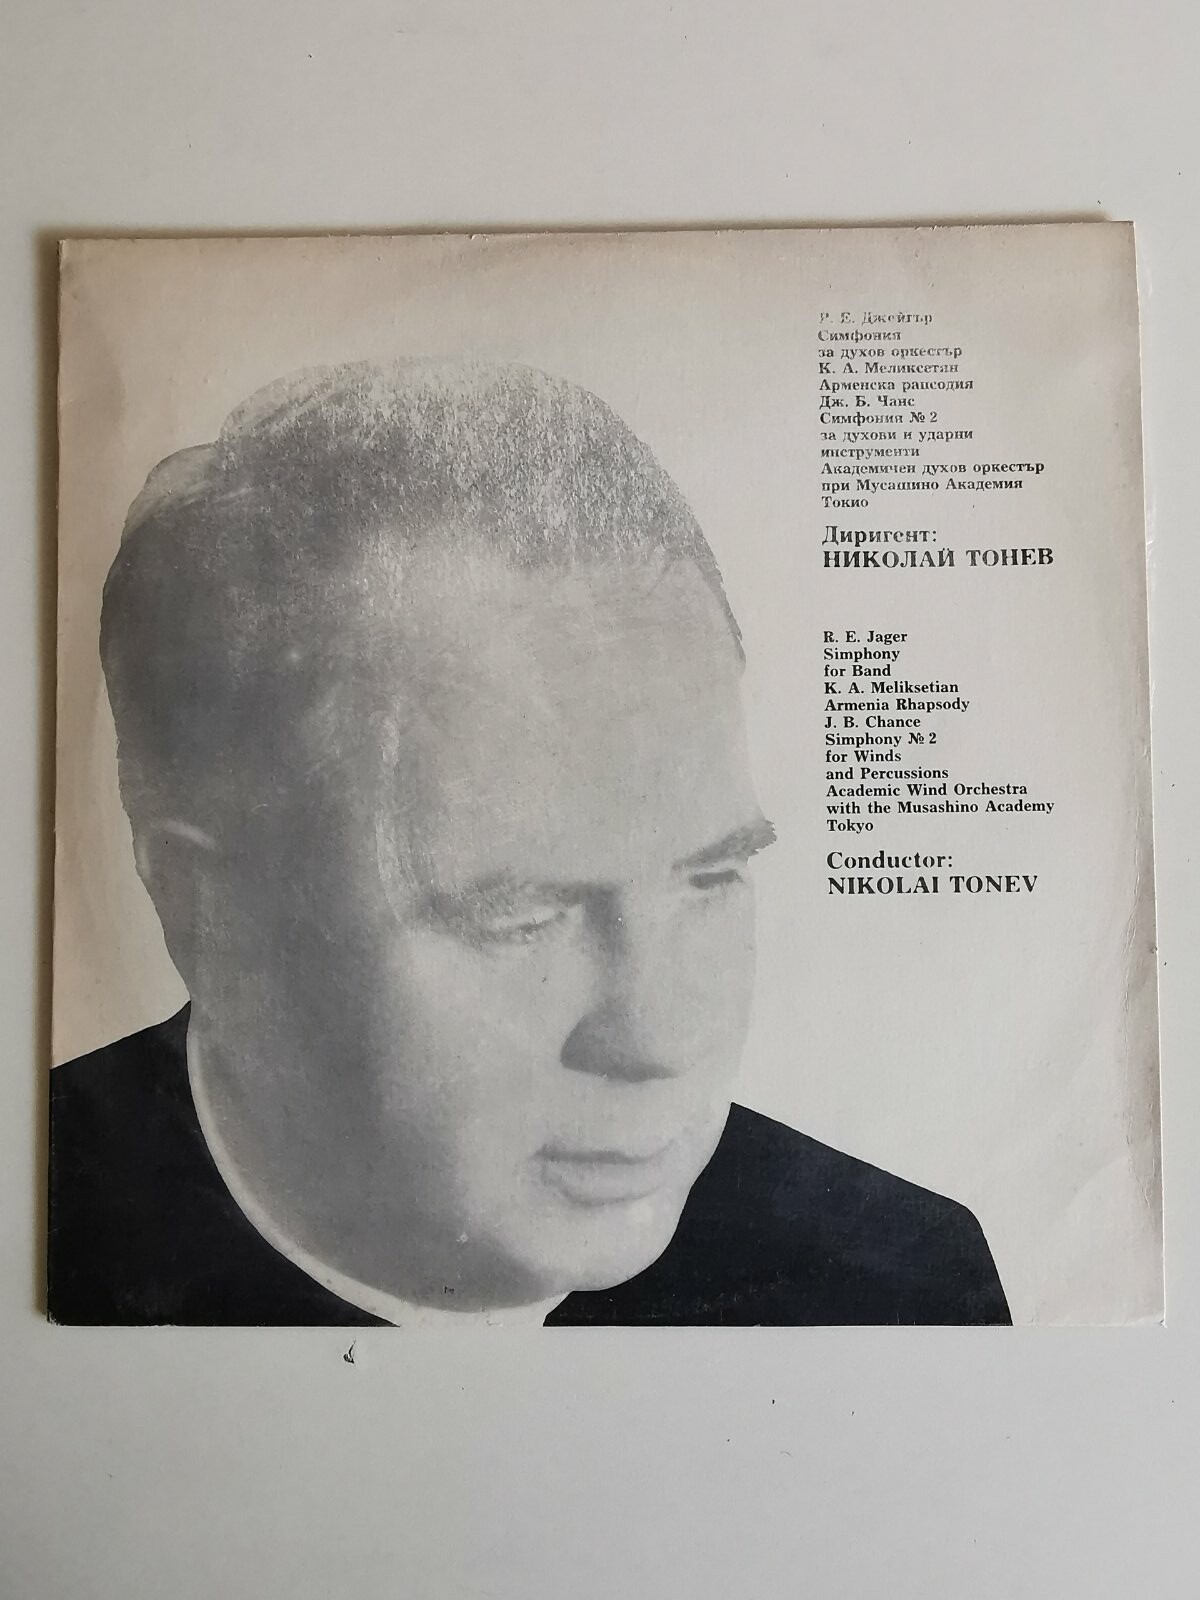 Р. Е. Джейгър
Симфония
за духов оркестър
К. А. Меликсетян
Арменска рапсодия
Дж. Б. Чанс
Симфония № 2
за духови и ударни
инструменти
Академичен духов оркестър
при Мусашино Академия
Токио
Диригент:
НИКОЛАЙ ТОНЕВ
R. E. Jager
Simphony
for Band
K. A. Meliksetian
Armenia Rhapsody
J. B. Chance
Simphony № 2
for Winds
and Percussions
Academic Wind Orchestra
with the Musashino Academy
Tokyo
Conductor:
NIKOLAI TONEV